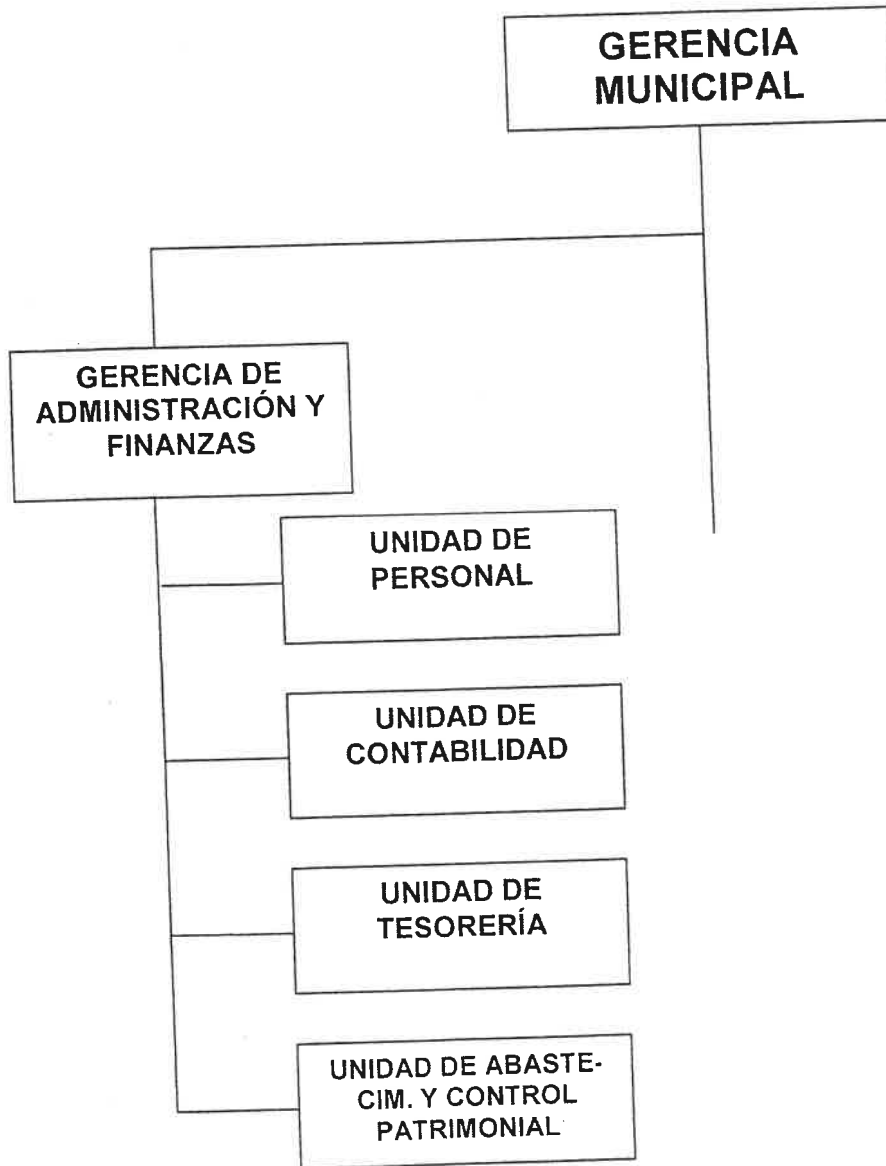 GERENCIA
MUNICIPAL
GERENCIA DE
ADMINISTRACIÓN Y
FINANZAS
UNIDAD DE
PERSONAL
UNIDAD DE
CONTABILIDAD
UNIDAD DE
TESORERÍA
UNIDAD DE ABASTE-
CIM. Y CONTROL
PATRIMONIAL